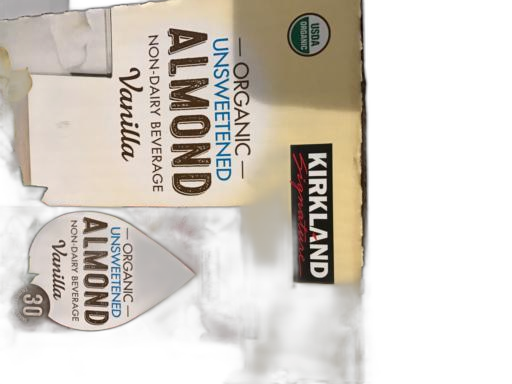 USDA
ORGANIC
KIRKLAND
Signature
ORGANIC
UNSWEETENED
ALMOND
NON-DAIRY BEVERAGE
Vanilla
ORGANIC
UNSWEETENED
ALMOND
NON-DAIRY BEVERAGE
Vanilla
30